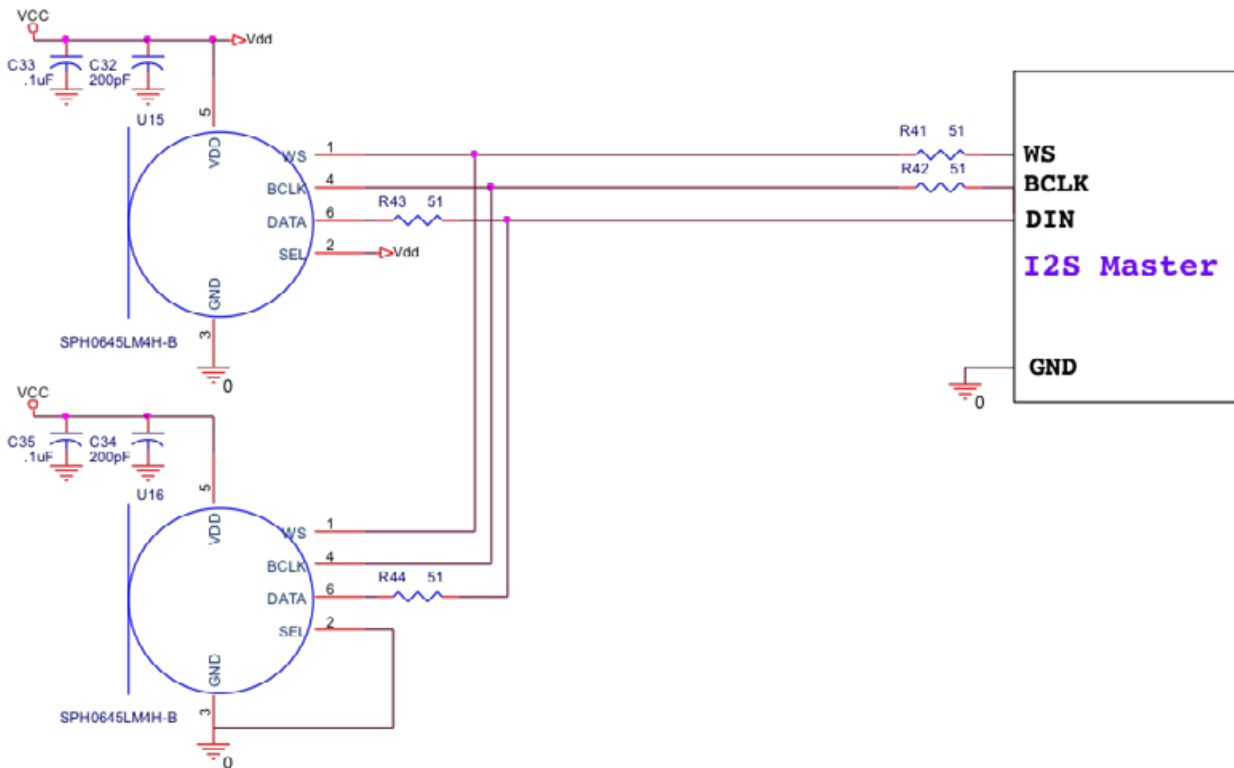 VCC
Vdd
C33
.1uF
C32
200pF
U15
5
VDD
WS
1
BCLK
4
DATA
6
SEL
2
Vdd
GND
3
0
SPH0645LM4H-B
R43 51
R41 51
R42 51
WS
BCLK
DIN
I2S Master
GND
0
VCC
C35
.1uF
C34
200pF
U16
5
VDD
WS
1
BCLK
4
DATA
6
SEL
2
R44 51
GND
3
0
SPH0645LM4H-B